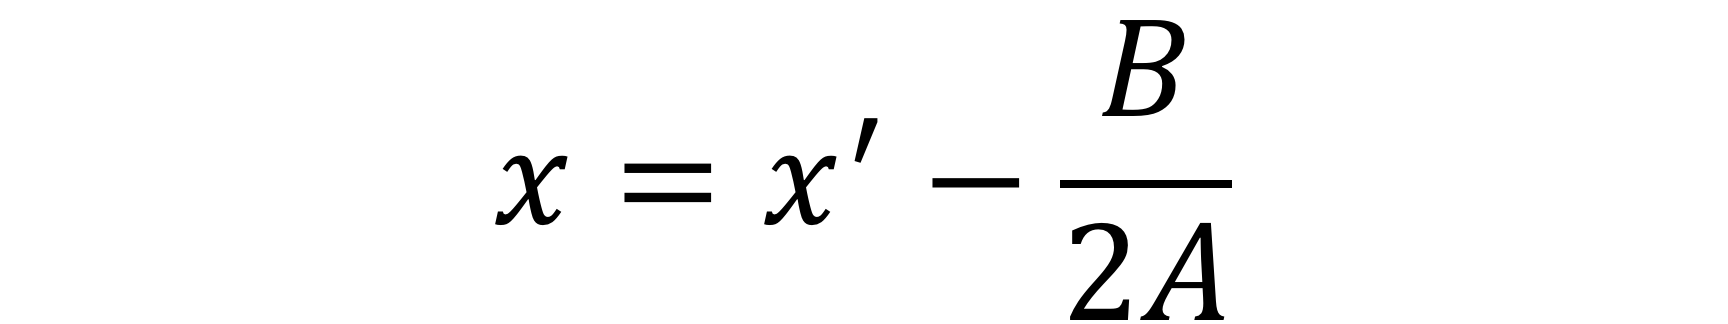 x = x′ − B/2A